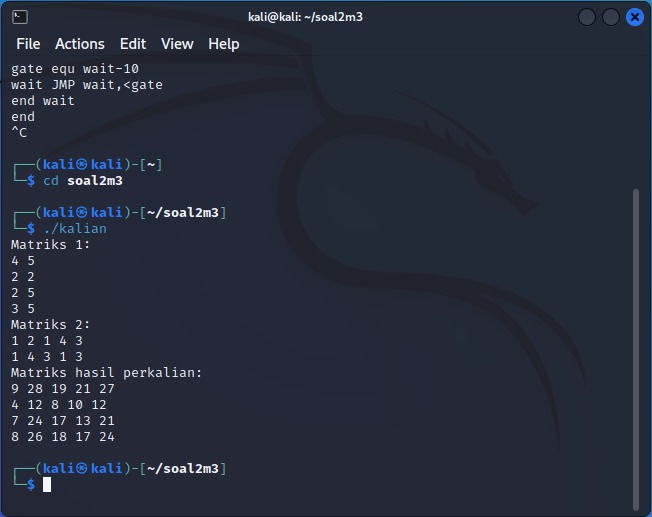 kali@kali: ~/soal2m3
File Actions Edit View Help
gate equ wait-10
wait JMP wait,<gate
end wait
end
^C
┌──(kali㉿kali)-[~]
└─$ cd soal2m3
┌──(kali㉿kali)-[~/soal2m3]
└─$ ./kalian
Matriks 1:
4 5
2 2
2 5
3 5
Matriks 2:
1 2 1 4 3
1 4 3 1 3
Matriks hasil perkalian:
9 28 19 21 27
4 12 8 10 12
7 24 17 13 21
8 26 18 17 24
┌──(kali㉿kali)-[~/soal2m3]
└─$